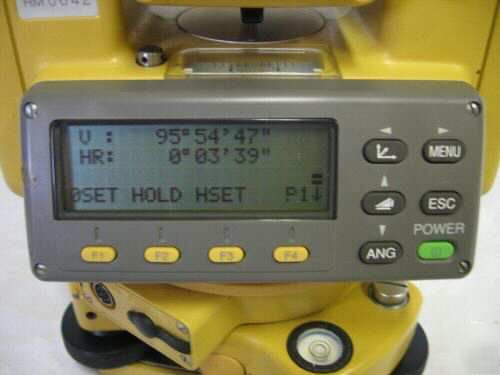 HM0042
V : 95°54'47"
HR: 0°03'39"
0SET HOLD HSET P1↓
F1 F2 F3 F4
MENU
ESC
POWER
ANG